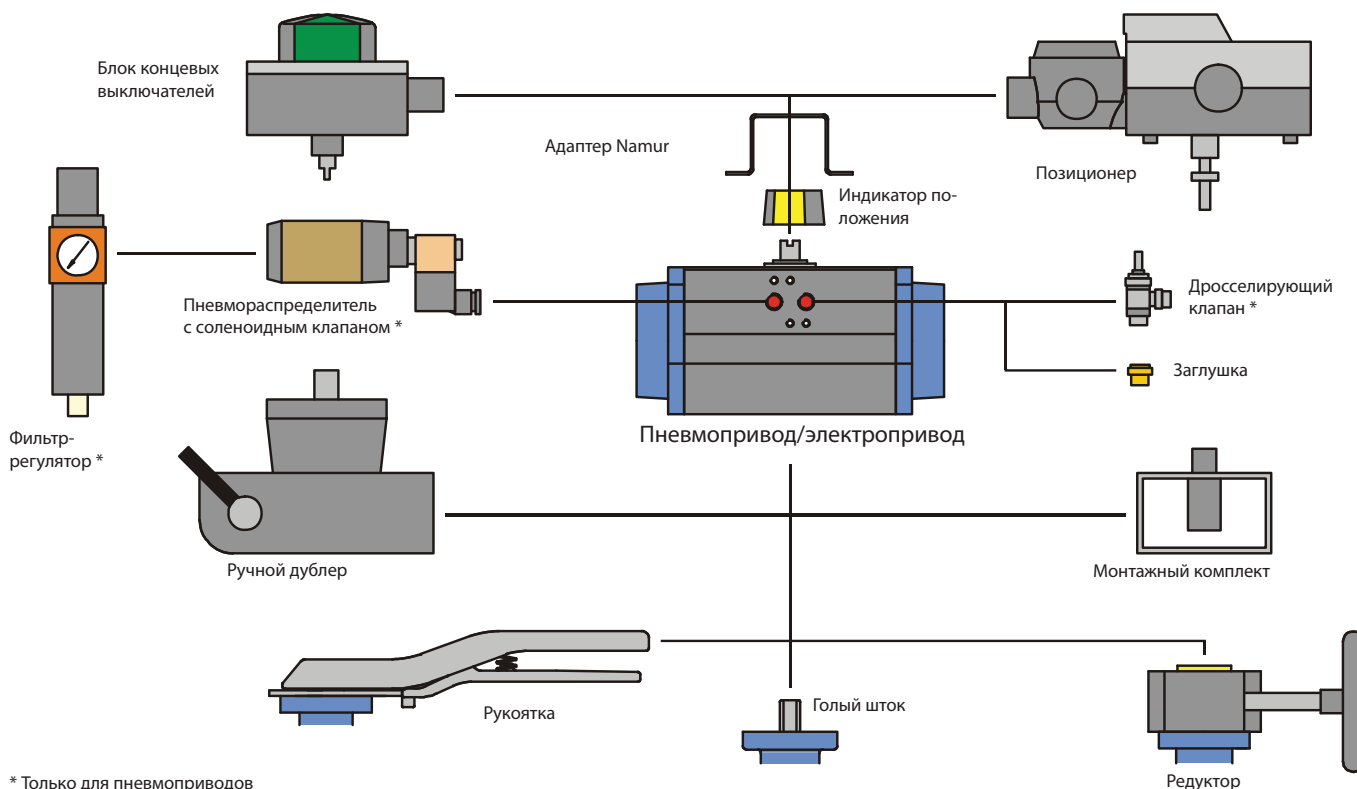 Блок концевых
выключателей
Адаптер Namur
Позиционер
Индикатор по-
ложения
Пневмораспределитель
с соленоидным клапаном *
Дросселирующий
клапан *
Заглушка
Фильтр-
регулятор *
Пневмопривод/электропривод
Ручной дублер
Монтажный комплект
Рукоятка
Голый шток
Редуктор
* Только для пневмоприводов